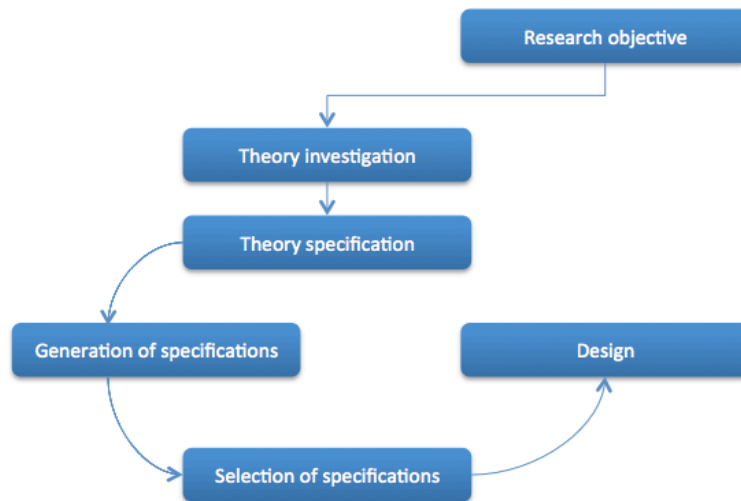 Research objective
Theory investigation
Theory specification
Generation of specifications
Design
Selection of specifications